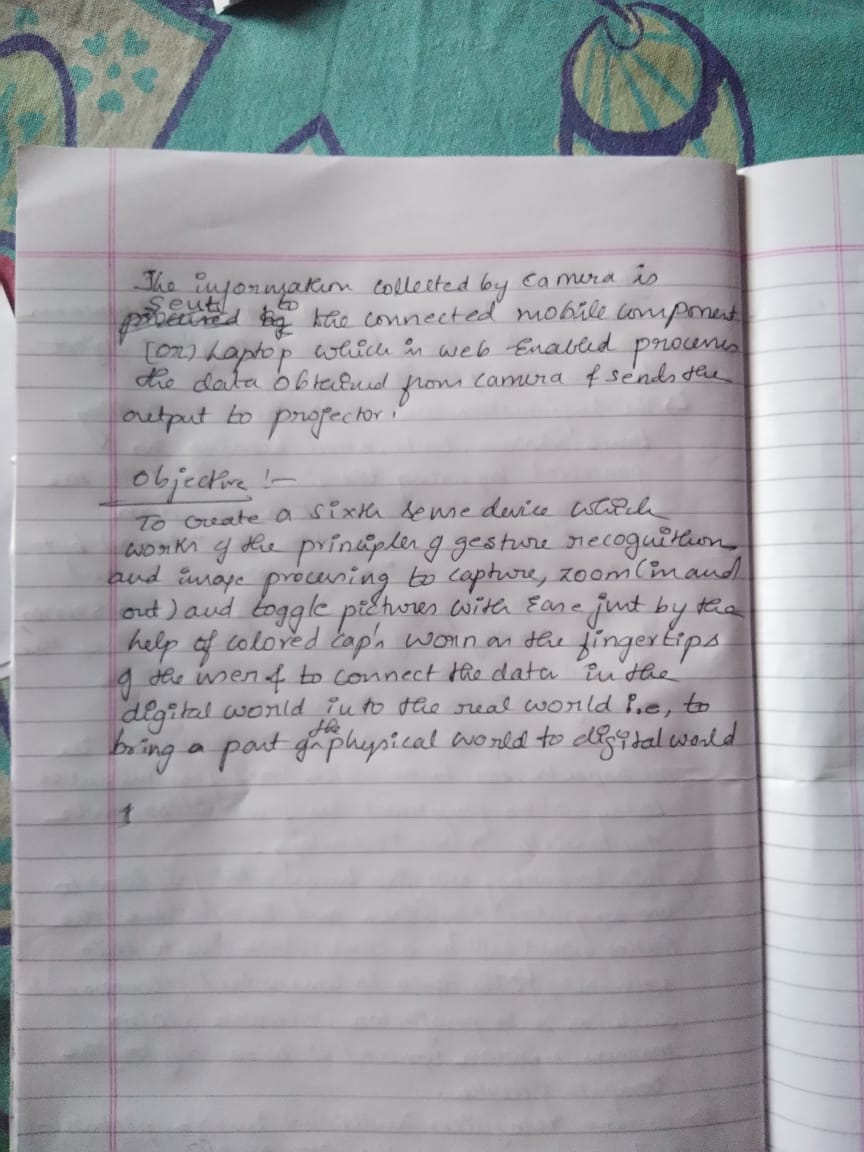 The information collected by camera is
sent to
processed by the connected mobile component
(or) Laptop which is web Enabled process
the data obtained from camera & sends the
output to projector.
Objective :-
To create a sixth sense device which
works of the principles of gesture recognition
and image processing to capture, zoom (in and
out) and toggle pictures with Ease just by the
help of colored cap's worn on the fingertips
of the user & to connect the data in the
digital world into the real world i.e, to
the
bring a part of physical world to digital world